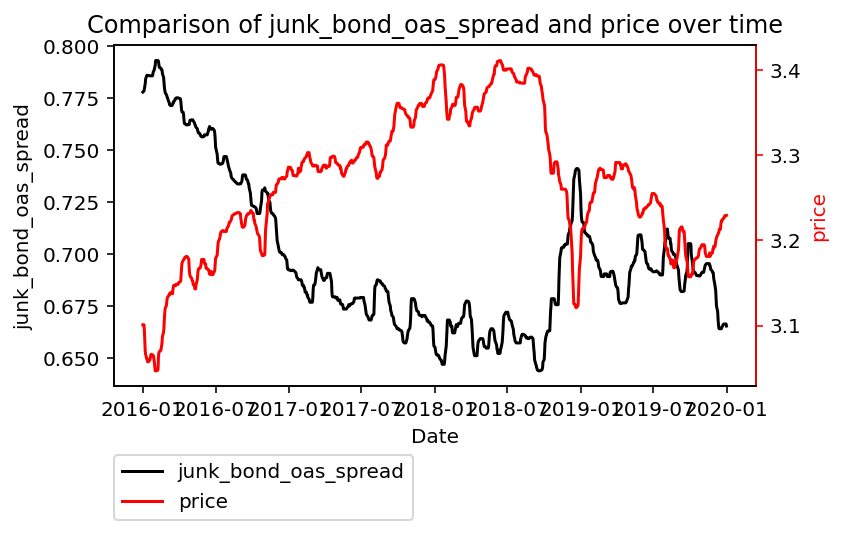 Comparison of junk_bond_oas_spread and price over time
junk_bond_oas_spread
0.800
0.775
0.750
0.725
0.700
0.675
0.650
3.4
3.3
3.2
3.1
price
2016-01 2016-07 2017-01 2017-07 2018-01 2018-07 2019-01 2019-07 2020-01
Date
junk_bond_oas_spread
price